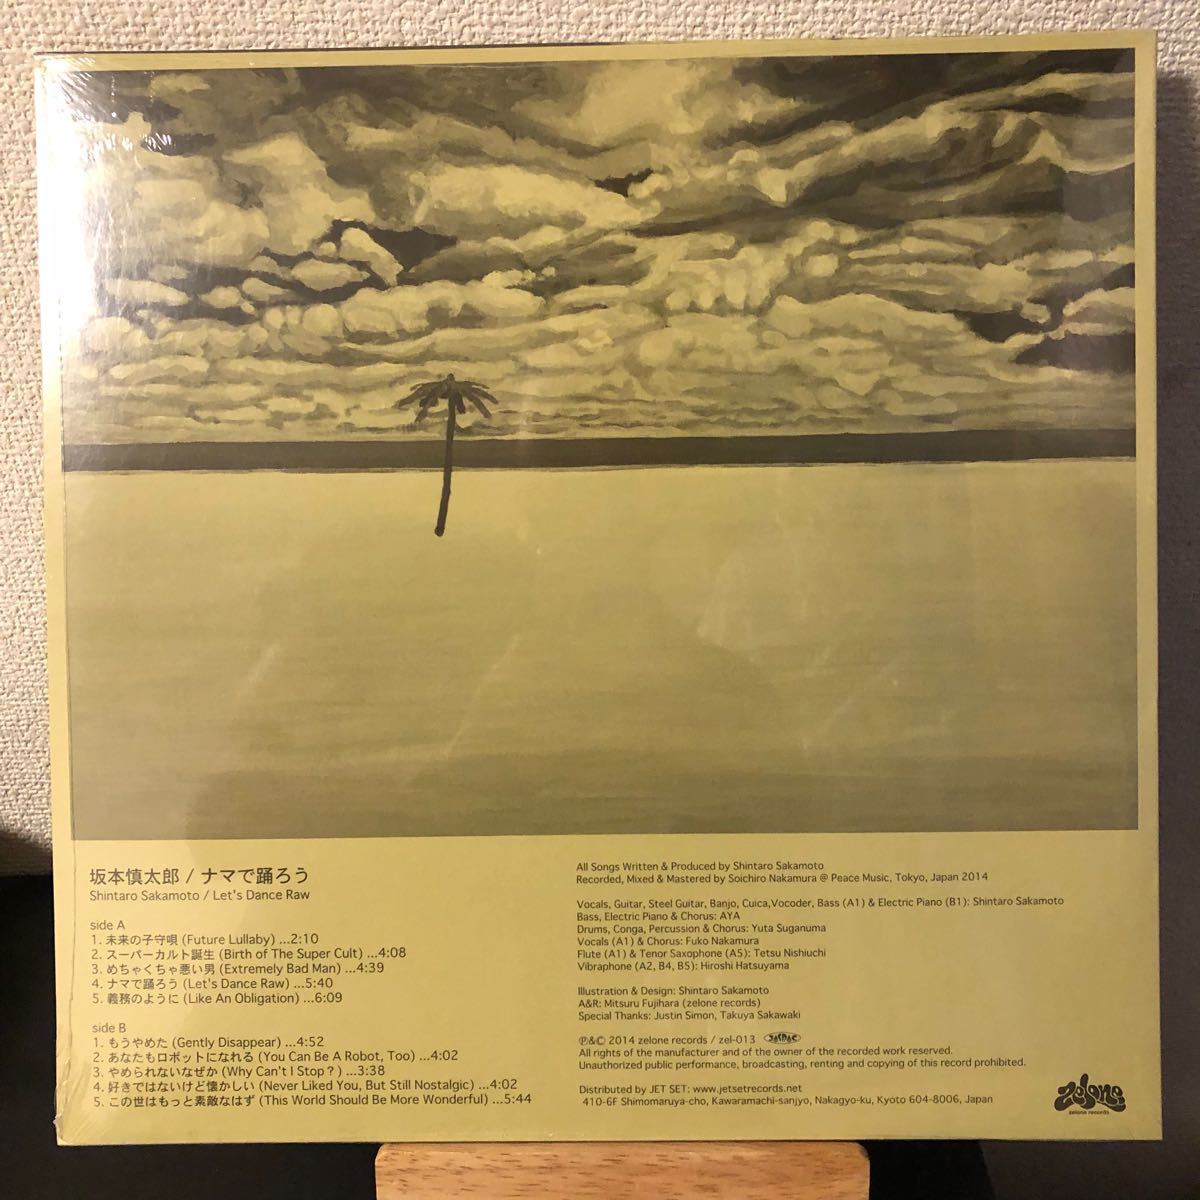 坂本慎太郎 / ナマで踊ろう
Shintaro Sakamoto / Let's Dance Raw
side A
1. 未来の子守唄 (Future Lullaby) ...2:10
2. スーパーカルト誕生 (Birth of The Super Cult) ...4:08
3. めちゃくちゃ悪い男 (Extremely Bad Man) ...4:39
4. ナマで踊ろう (Let's Dance Raw) ...5:40
5. 義務のように (Like An Obligation) ...6:09
side B
1. もうやめた (Gently Disappear) ...4:52
2. あなたもロボットになれる (You Can Be A Robot, Too) ...4:02
3. やめられないなぜか (Why Can't I Stop？) ...3:38
4. 好きではないけど懐かしい (Never Liked You, But Still Nostalgic) ...4:02
5. この世はもっと素敵なはず (This World Should Be More Wonderful) ...5:44
All Songs Written & Produced by Shintaro Sakamoto
Recorded, Mixed & Mastered by Soichiro Nakamura @ Peace Music, Tokyo, Japan 2014
Vocals, Guitar, Steel Guitar, Banjo, Cuica,Vocoder, Bass (A1) & Electric Piano (B1): Shintaro Sakamoto
Bass, Electric Piano & Chorus: AYA
Drums, Conga, Percussion & Chorus: Yuta Suganuma
Vocals (A1) & Chorus: Fuko Nakamura
Flute (A1) & Tenor Saxophone (A5): Tetsu Nishiuchi
Vibraphone (A2, B4, B5): Hiroshi Hatsuyama
Illustration & Design: Shintaro Sakamoto
A&R: Mitsuru Fujihara (zelone records)
Special Thanks: Justin Simon, Takuya Sakawaki
℗&© 2014 zelone records / zel-013 JASRAC
All rights of the manufacturer and of the owner of the recorded work reserved.
Unauthorized public performance, broadcasting, renting and copying of this record prohibited.
Distributed by JET SET: www.jetsetrecords.net
410-6F Shimomaruya-cho, Kawaramachi-sanjyo, Nakagyo-ku, Kyoto 604-8006, Japan
zelone
zelone records